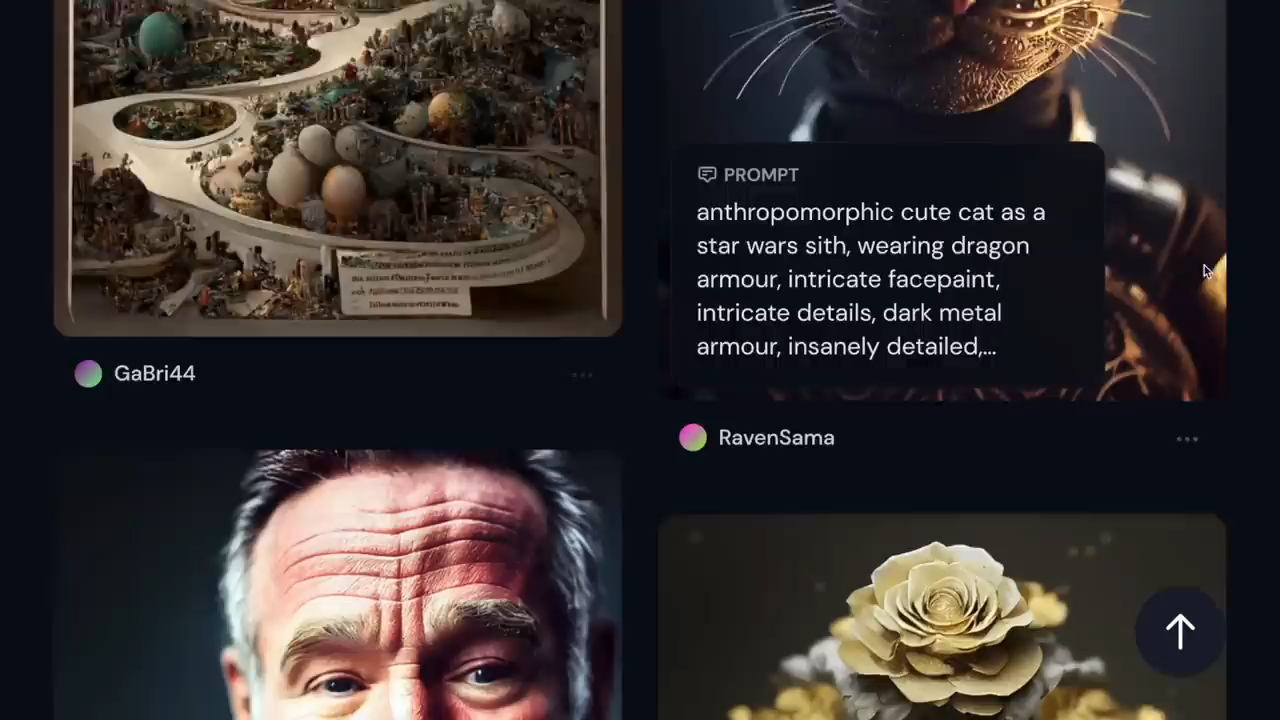 GaBri44
PROMPT
anthropomorphic cute cat as a
star wars sith, wearing dragon
armour, intricate facepaint,
intricate details, dark metal
armour, insanely detailed,...
RavenSama